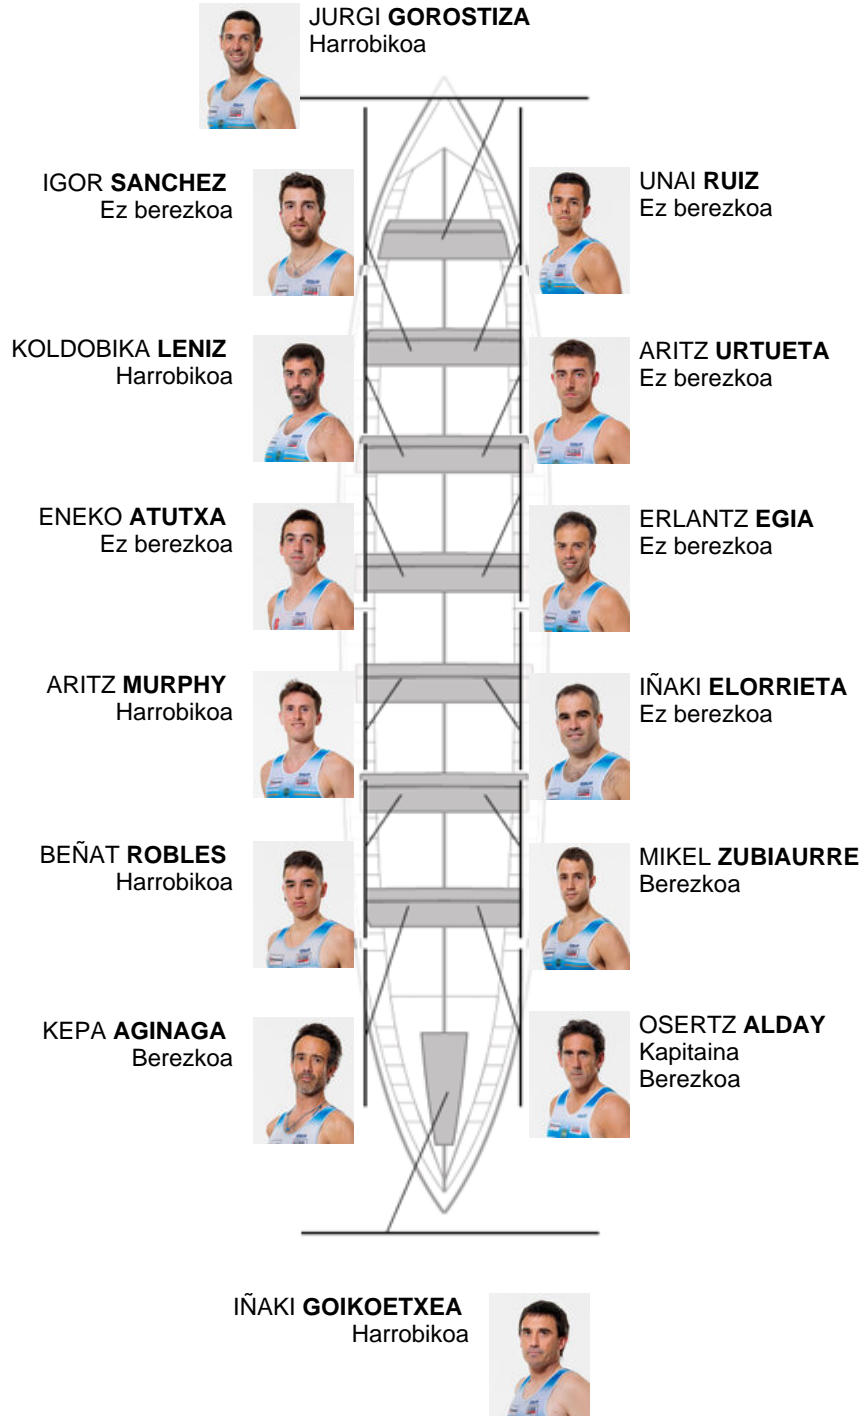 JURGI GOROSTIZA
Harrobikoa
IGOR SANCHEZ
Ez berezkoa
UNAI RUIZ
Ez berezkoa
KOLDOBIKA LENIZ
Harrobikoa
ARITZ URTUETA
Ez berezkoa
ENEKO ATUTXA
Ez berezkoa
ERLANTZ EGIA
Ez berezkoa
ARITZ MURPHY
Harrobikoa
IÑAKI ELORRIETA
Ez berezkoa
BEÑAT ROBLES
Harrobikoa
MIKEL ZUBIAURRE
Berezkoa
KEPA AGINAGA
Berezkoa
OSERTZ ALDAY
Kapitaina
Berezkoa
IÑAKI GOIKOETXEA
Harrobikoa